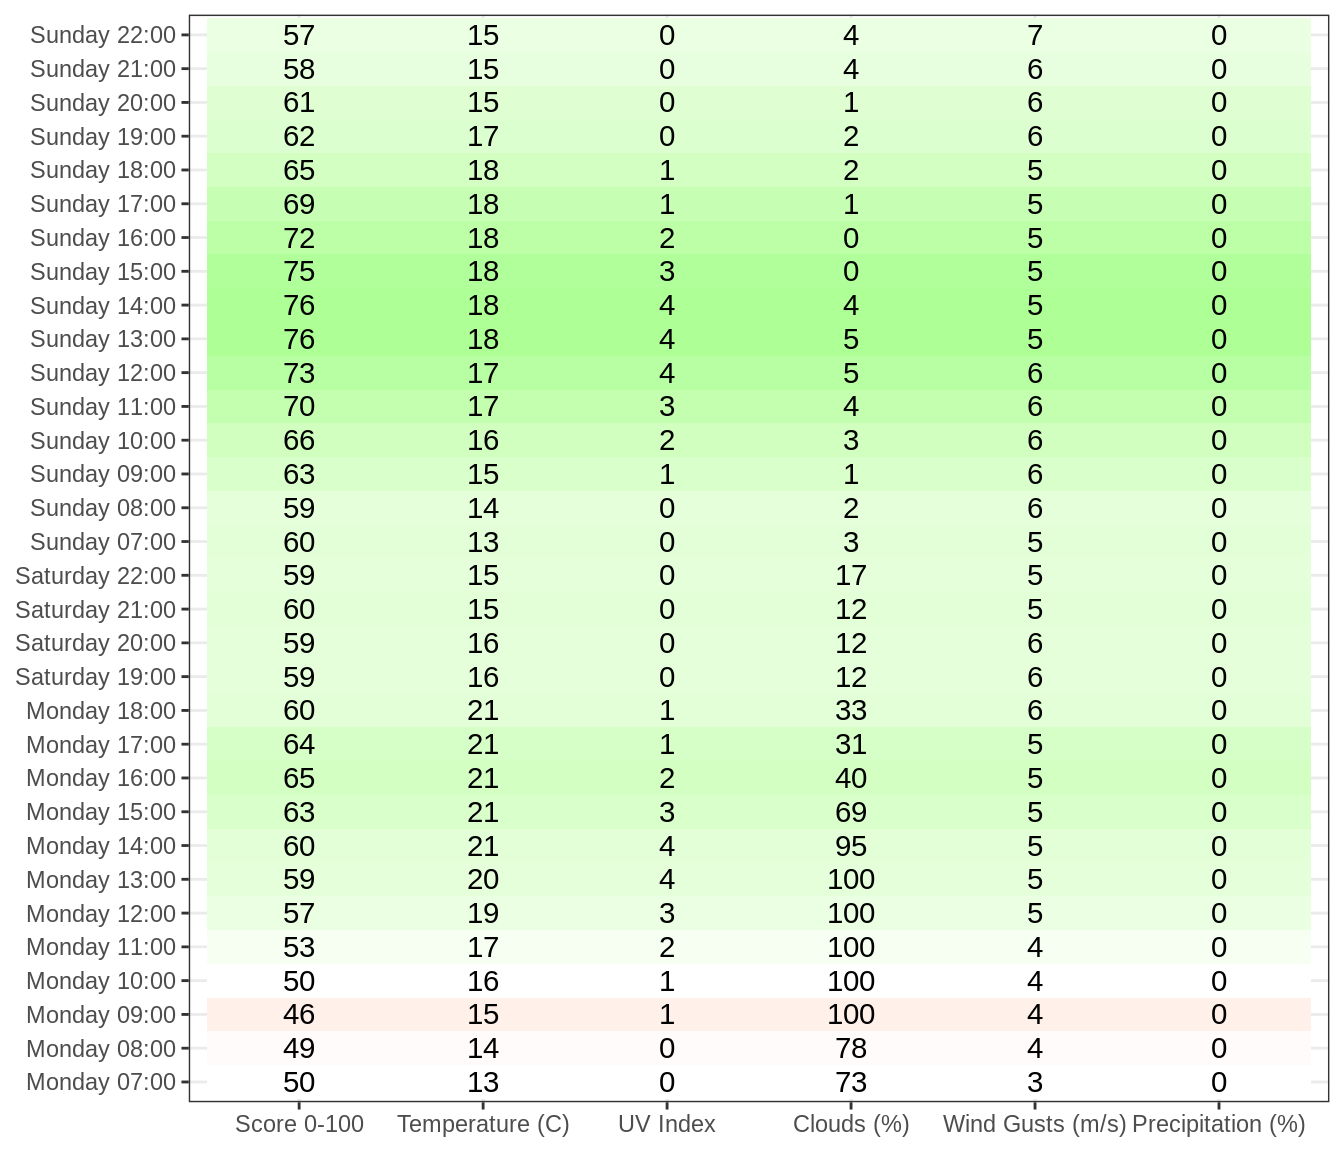 Sunday 22:00 57 15 0 4 7 0
Sunday 21:00 58 15 0 4 6 0
Sunday 20:00 61 15 0 1 6 0
Sunday 19:00 62 17 0 2 6 0
Sunday 18:00 65 18 1 2 5 0
Sunday 17:00 69 18 1 1 5 0
Sunday 16:00 72 18 2 0 5 0
Sunday 15:00 75 18 3 0 5 0
Sunday 14:00 76 18 4 4 5 0
Sunday 13:00 76 18 4 5 5 0
Sunday 12:00 73 17 4 5 6 0
Sunday 11:00 70 17 3 4 6 0
Sunday 10:00 66 16 2 3 6 0
Sunday 09:00 63 15 1 1 6 0
Sunday 08:00 59 14 0 2 6 0
Sunday 07:00 60 13 0 3 5 0
Saturday 22:00 59 15 0 17 5 0
Saturday 21:00 60 15 0 12 5 0
Saturday 20:00 59 16 0 12 6 0
Saturday 19:00 59 16 0 12 6 0
Monday 18:00 60 21 1 33 6 0
Monday 17:00 64 21 1 31 5 0
Monday 16:00 65 21 2 40 5 0
Monday 15:00 63 21 3 69 5 0
Monday 14:00 60 21 4 95 5 0
Monday 13:00 59 20 4 100 5 0
Monday 12:00 57 19 3 100 5 0
Monday 11:00 53 17 2 100 4 0
Monday 10:00 50 16 1 100 4 0
Monday 09:00 46 15 1 100 4 0
Monday 08:00 49 14 0 78 4 0
Monday 07:00 50 13 0 73 3 0
Score 0-100 Temperature (C) UV Index Clouds (%) Wind Gusts (m/s) Precipitation (%)